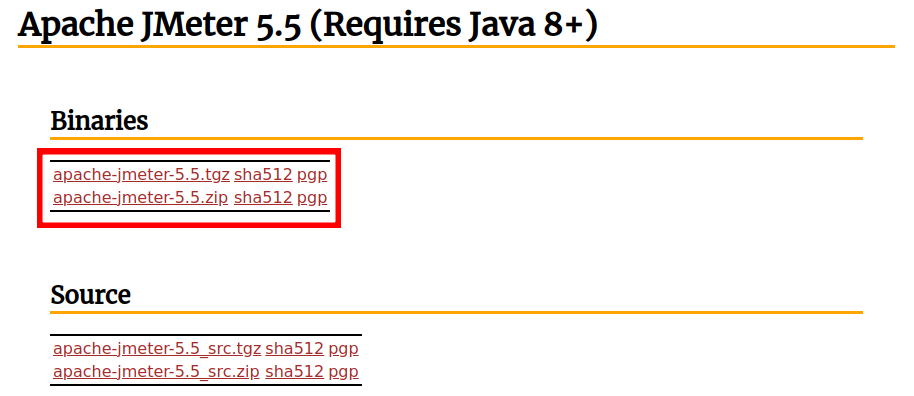 Apache JMeter 5.5 (Requires Java 8+)
Binaries
apache-jmeter-5.5.tgz sha512 pgp
apache-jmeter-5.5.zip sha512 pgp
Source
apache-jmeter-5.5_src.tgz sha512 pgp
apache-jmeter-5.5_src.zip sha512 pgp